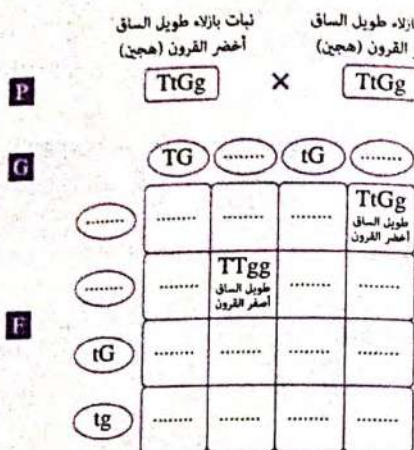 نبات بازلاء طويل الساق
أخضر القرون (هجين)
بازلاء طويل الساق
القرون (هجين)
P
TtGg × TtGg
G
TG ........ tG ........
........ ........ ........ ........ TtGg
طويل الساق
أخضر القرون
........ ........ TTgg ........ ........
طويل الساق
أصفر القرون
F
tG ........ ........ ........ ........
tg ........ ........ ........ ........